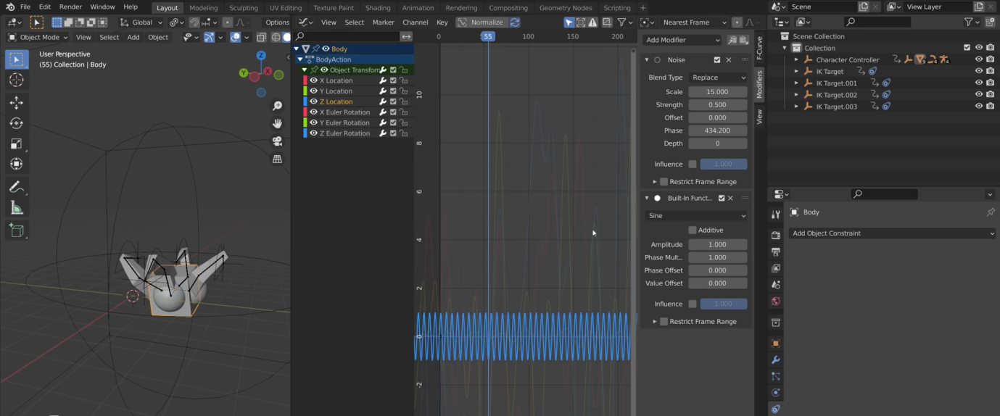 File Edit Render Window Help Layout Modeling Sculpting UV Editing Texture Paint Shading Animation Rendering Compositing Geometry Nodes Scripting + Scene View Layer
Global Options View Select Marker Channel Key Normalize Nearest Frame
Object Mode View Select Add Object 0 55 100 150 200 Add Modifier
User Perspective
(55) Collection | Body
Z
Y
X
Body
BodyAction
Object Transform
X Location
Y Location
Z Location
X Euler Rotation
Y Euler Rotation
Z Euler Rotation
10
8
6
4
2
0
-2
Noise
Blend Type Replace
Scale 15.000
Strength 0.500
Offset 0.000
Phase 434.200
Depth 0
Influence 1.000
Restrict Frame Range
Built-In Funct...
Sine
Additive
Amplitude 1.000
Phase Mult... 1.000
Phase Offset 0.000
Value Offset 0.000
Influence 1.000
Restrict Frame Range
F-Curve
Modifiers
View
Scene Collection
Collection
Character Controller
IK Target
IK Target.001
IK Target.002
IK Target.003
Body
Add Object Constraint